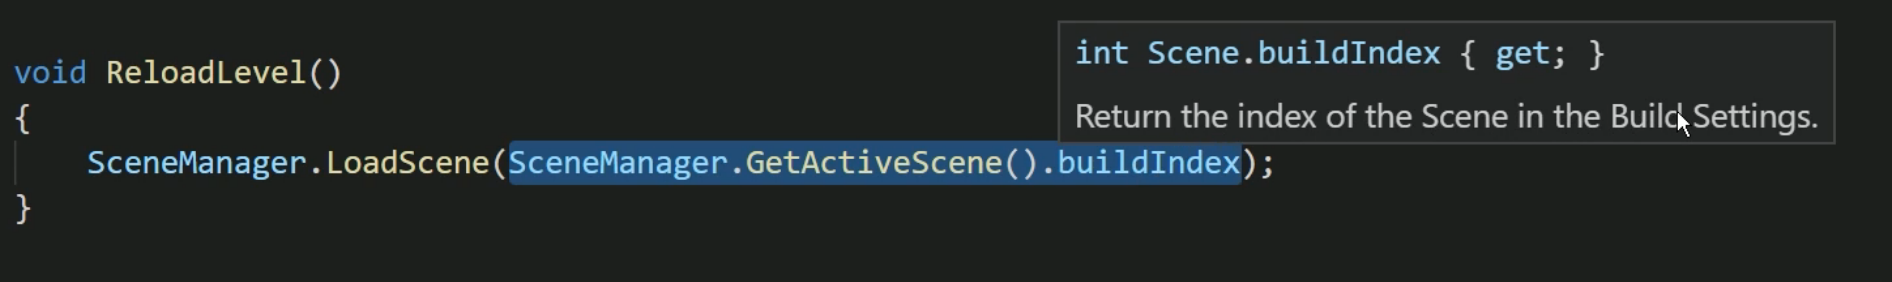 int Scene.buildIndex { get; }
void ReloadLevel()
Return the index of the Scene in the Build Settings.
{
SceneManager.LoadScene(SceneManager.GetActiveScene().buildIndex);
}